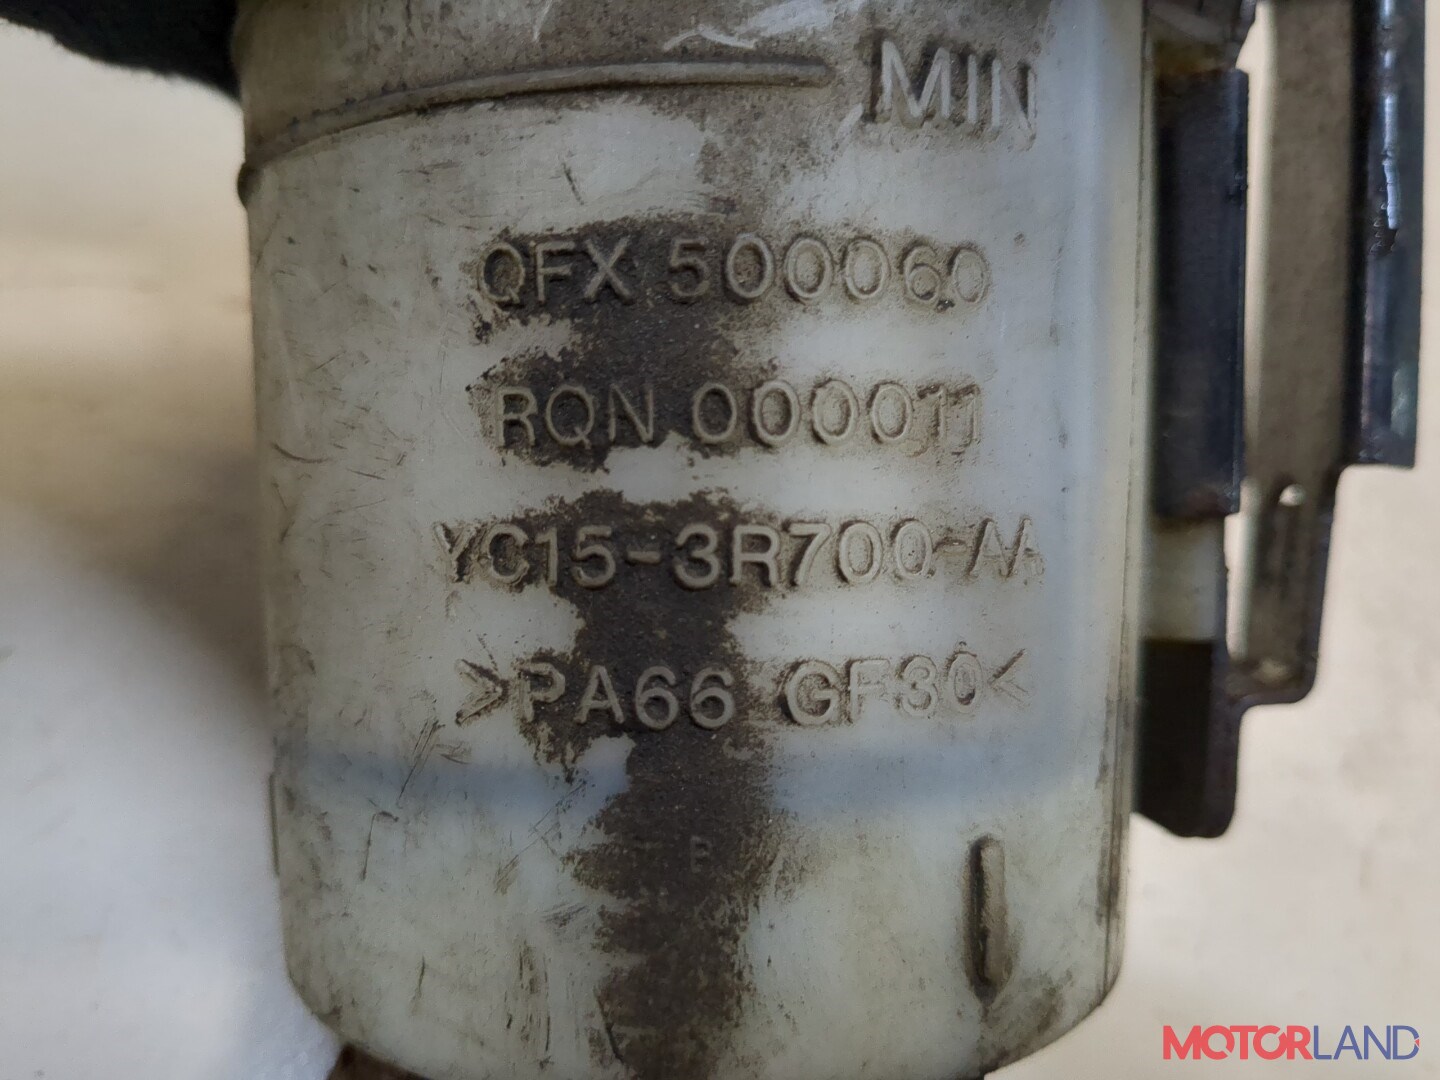 MIN
QFX 500060
RQN 000011
YC15-3R700-AA
>PA66 GF30<
MOTORLAND